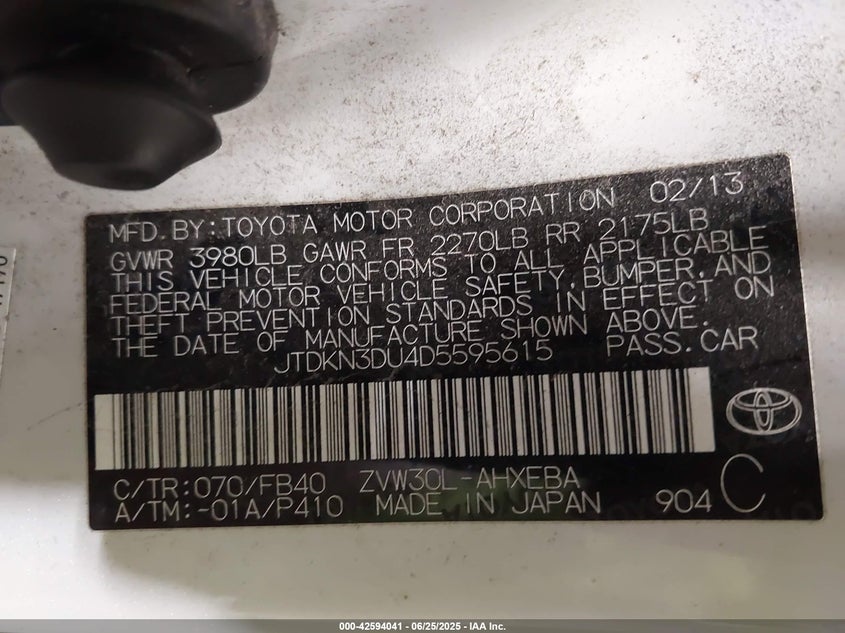 MFD.BY:TOYOTA MOTOR CORPORATION 02/13
GVWR 3980LB GAWR FR 2270LB RR 2175LB
THIS VEHICLE CONFORMS TO ALL APPLICABLE
FEDERAL MOTOR VEHICLE SAFETY,BUMPER,AND
THEFT PREVENTION STANDARDS IN EFFECT ON
THE DATE OF MANUFACTURE SHOWN ABOVE.
JTDKN3DU4D5595615 PASS.CAR
C/TR:070/FB40 ZVW30L-AHXEBA
A/TM:-01A/P410 MADE IN JAPAN 904 C
000-42594041 - 06/25/2025 - IAA Inc.